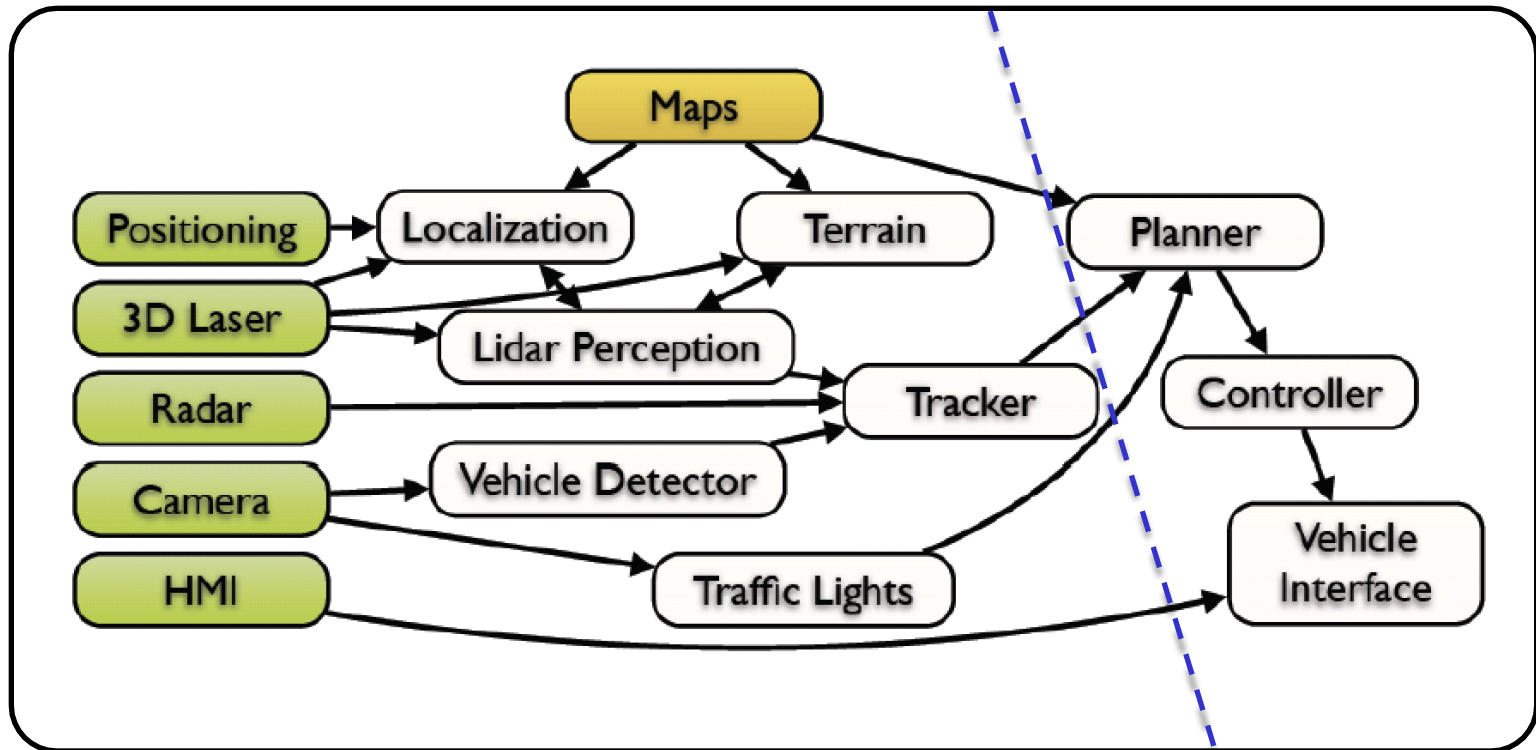 Maps
Positioning
Localization
Terrain
Planner
3D Laser
Lidar Perception
Radar
Tracker
Controller
Camera
Vehicle Detector
HMI
Traffic Lights
Vehicle
Interface